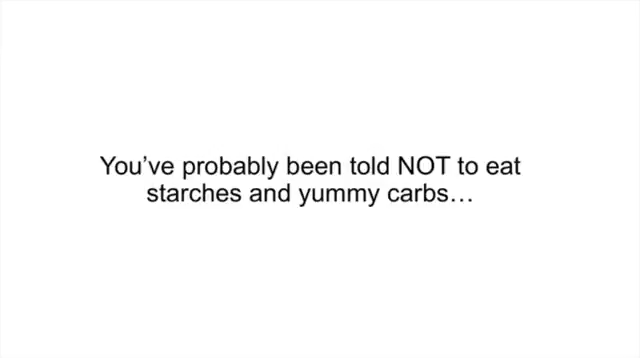 You’ve probably been told NOT to eat
starches and yummy carbs…